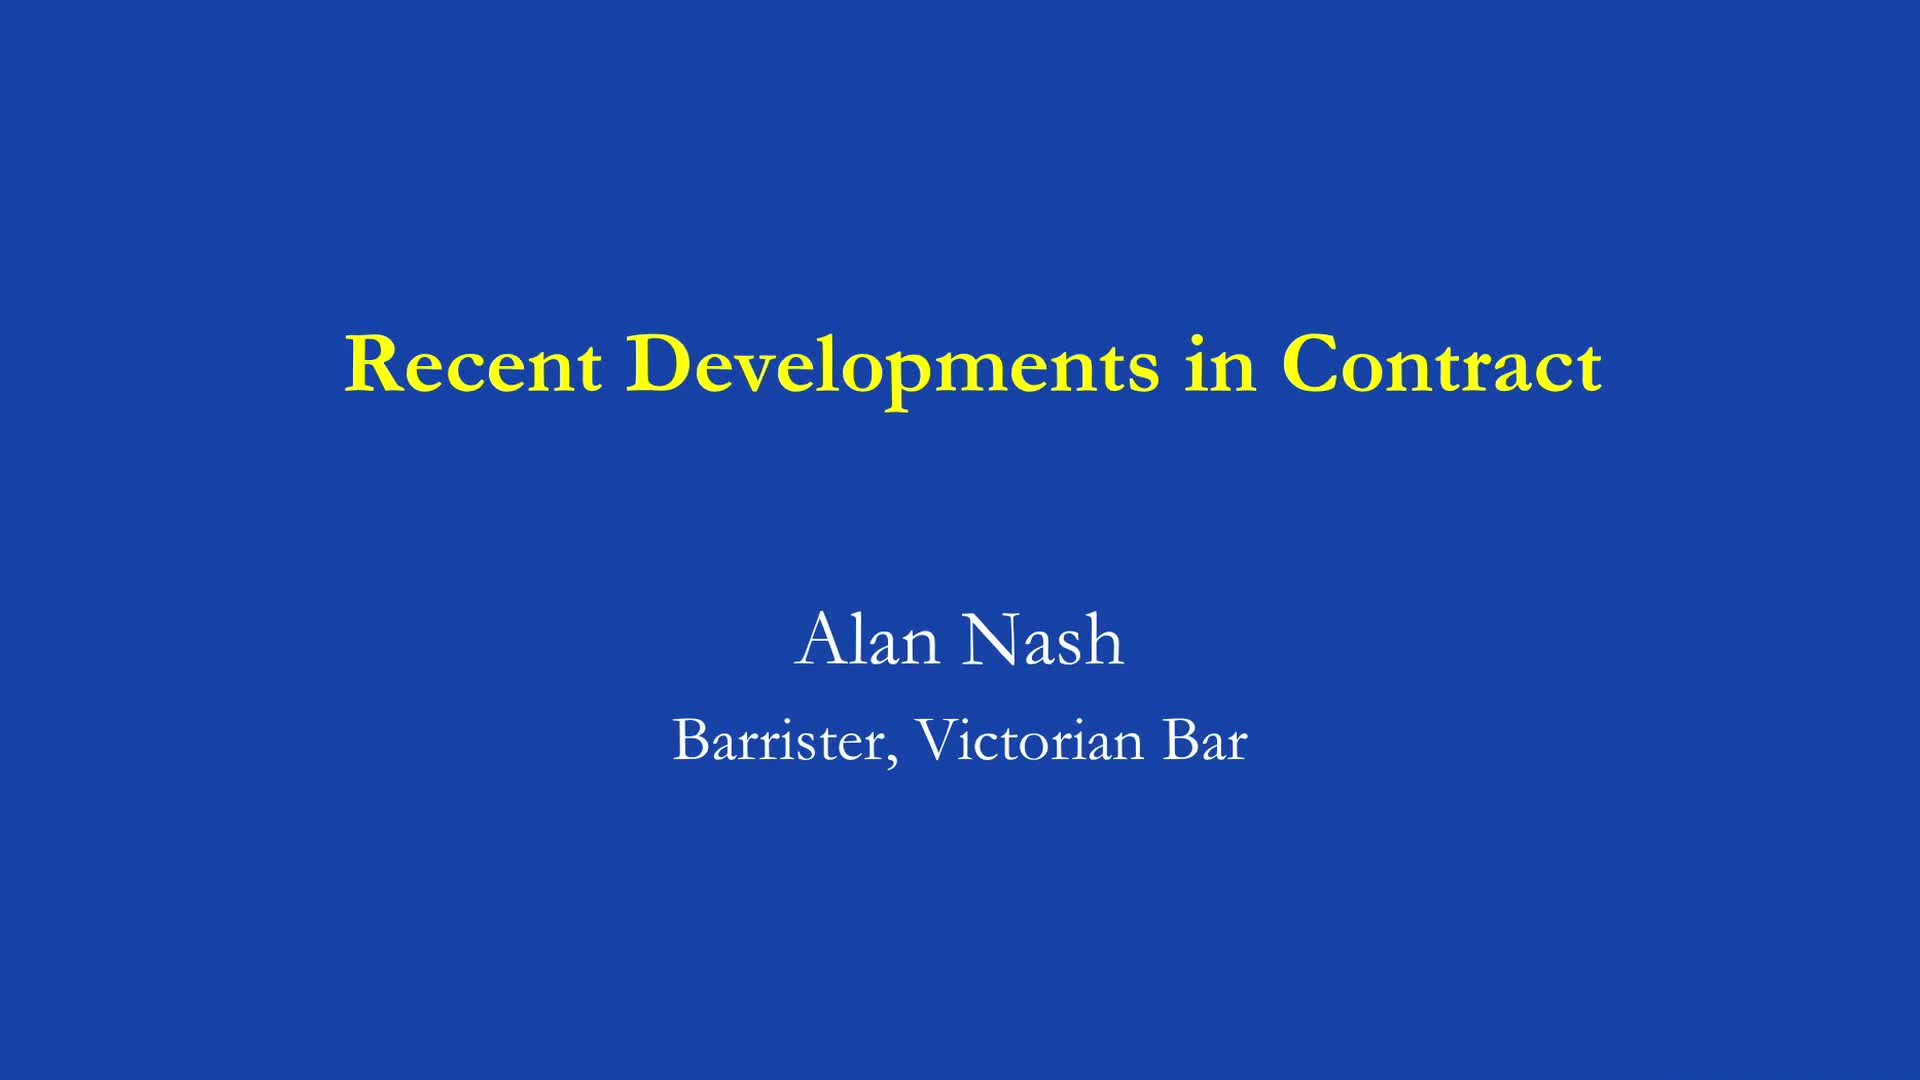 Recent Developments in Contract
Alan Nash
Barrister, Victorian Bar